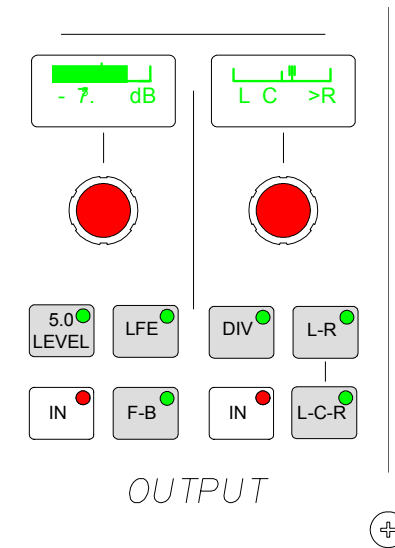 - 7. dB
L C >R
5.0 LEVEL
LFE
DIV
L-R
IN
F-B
IN
L-C-R
OUTPUT